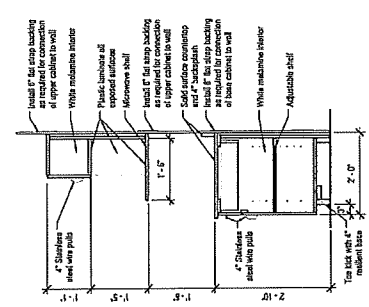 Install 6" flat strap backing
as required for connection
of upper cabinet to wall
White melamine interior
Plastic laminate all
exposed surfaces
Microwave shelf
Install 6" flat strap backing
as required for connection
of upper cabinet to wall
Solid surface countertop
and 4" backsplash
Install 6" flat strap backing
as required for connection
of base cabinet to wall
White melamine interior
Adjustable shelf
4" Stainless
steel wire pulls
1'-6"
4" Stainless
steel wire pulls
3"
2'-0"
Toe kick with 4"
resilient base
1'-1"
1'-5"
1'-6"
2'-10"